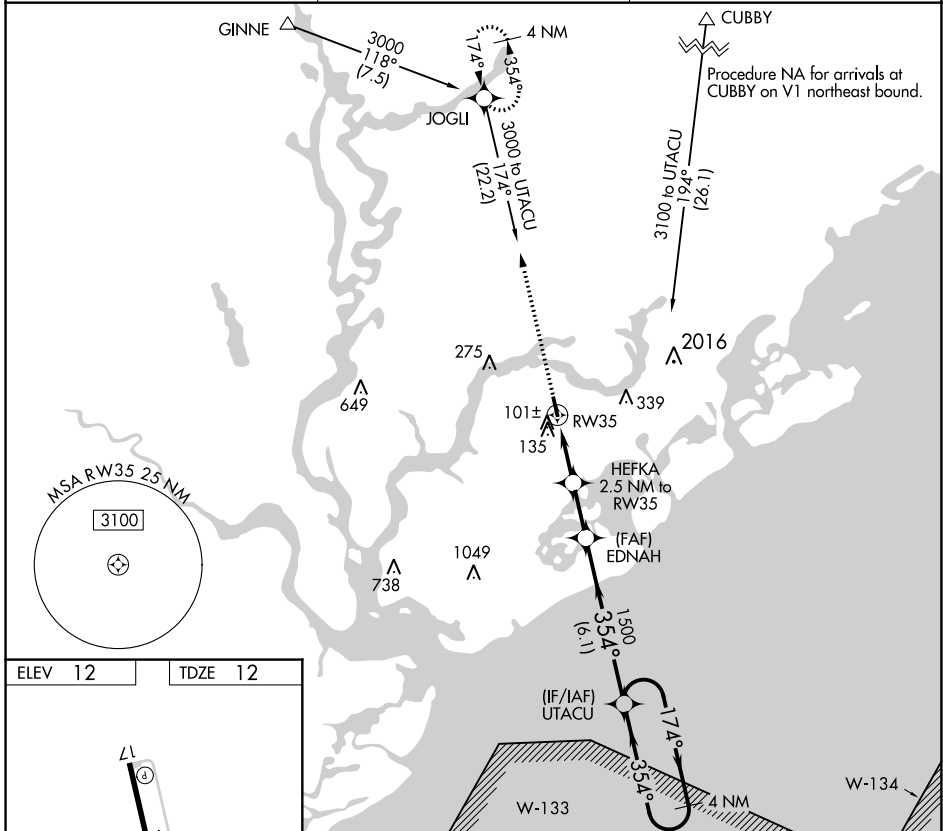 GINNE
3000
118°
(7.5)
174°
354°
4 NM
JOGLI
3000 to UTACU
174°
(22.2)
CUBBY
Procedure NA for arrivals at
CUBBY on V1 northeast bound.
3100 to UTACU
194°
(26.1)
2016
275
649
339
101±
135
RW35
HEFKA
2.5 NM to
RW35
(FAF)
EDNAH
MSA RW35 25 NM
3100
738
1049
1500
354°
(6.1)
(IF/IAF)
UTACU
174°
354°
4 NM
W-133
W-134
ELEV 12
TDZE 12
17
P